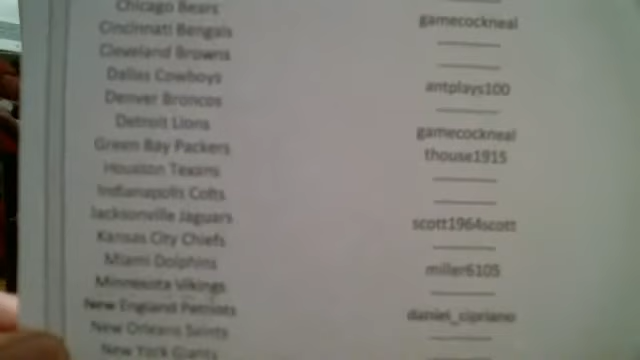 Chicago Bears
gamecockneal
Cincinnati Bengals
Cleveland Browns
Dallas Cowboys
antplays100
Denver Broncos
Detroit Lions
gamecockneal
Green Bay Packers
thouse1915
Houston Texans
Indianapolis Colts
Jacksonville Jaguars
scott1964scott
Kansas City Chiefs
Miami Dolphins
miller6105
Minnesota Vikings
New England Patriots
daniel_cipriano
New Orleans Saints
New York Giants